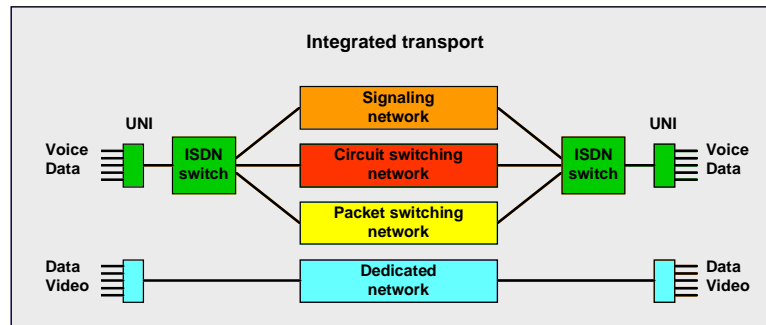 Integrated transport
Signaling
network
UNI
UNI
Voice
Data
ISDN
switch
Circuit switching
network
ISDN
switch
Voice
Data
Packet switching
network
Data
Video
Dedicated
network
Data
Video